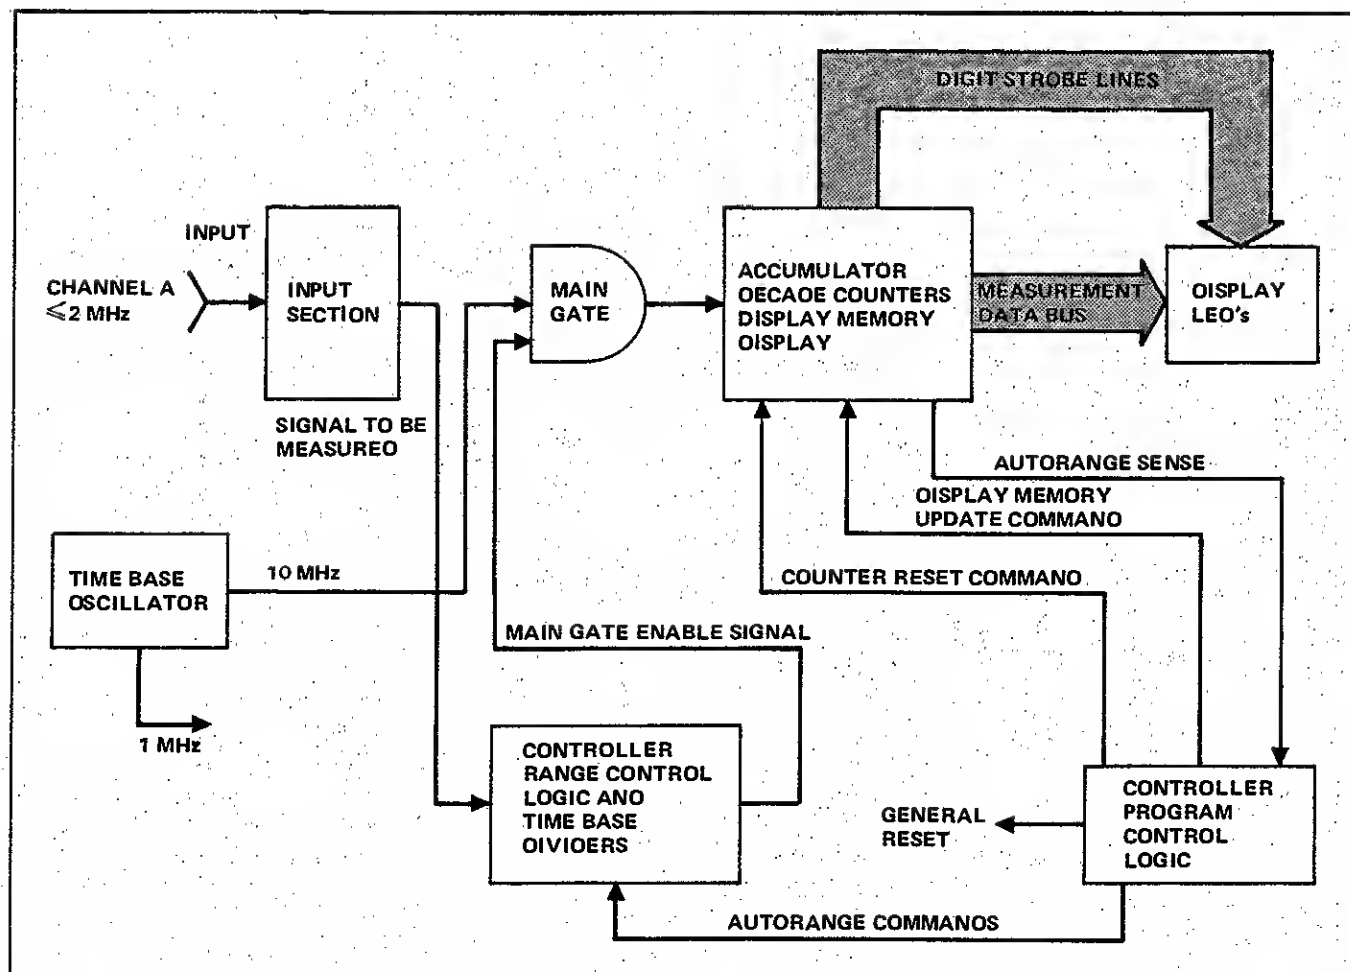 DIGIT STROBE LINES
INPUT
CHANNEL A
≤2 MHz
INPUT
SECTION
MAIN
GATE
ACCUMULATOR
OECAOE COUNTERS
DISPLAY MEMORY
OISPLAY
MEASUREMENT
DATA BUS
OISPLAY
LEO's
SIGNAL TO BE
MEASUREO
AUTORANGE SENSE
OISPLAY MEMORY
UPDATE COMMANO
TIME BASE
OSCILLATOR
10 MHz
COUNTER RESET COMMANO
MAIN GATE ENABLE SIGNAL
1 MHz
CONTROLLER
RANGE CONTROL
LOGIC ANO
TIME BASE
OIVIOERS
GENERAL
RESET
CONTROLLER
PROGRAM
CONTROL
LOGIC
AUTORANGE COMMANOS